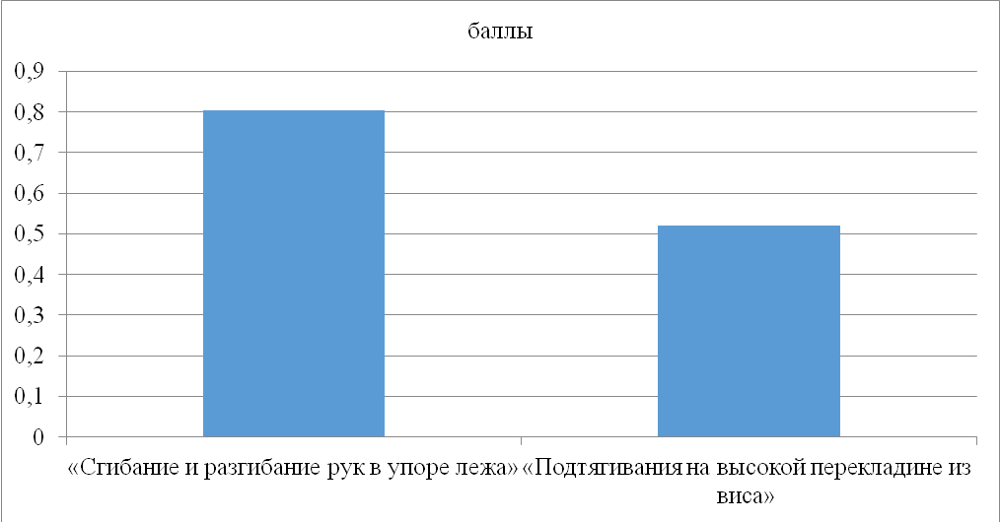 баллы
0,9
0,8
0,7
0,6
0,5
0,4
0,3
0,2
0,1
0
«Сгибание и разгибание рук в упоре лежа»
«Подтягивания на высокой перекладине из
виса»